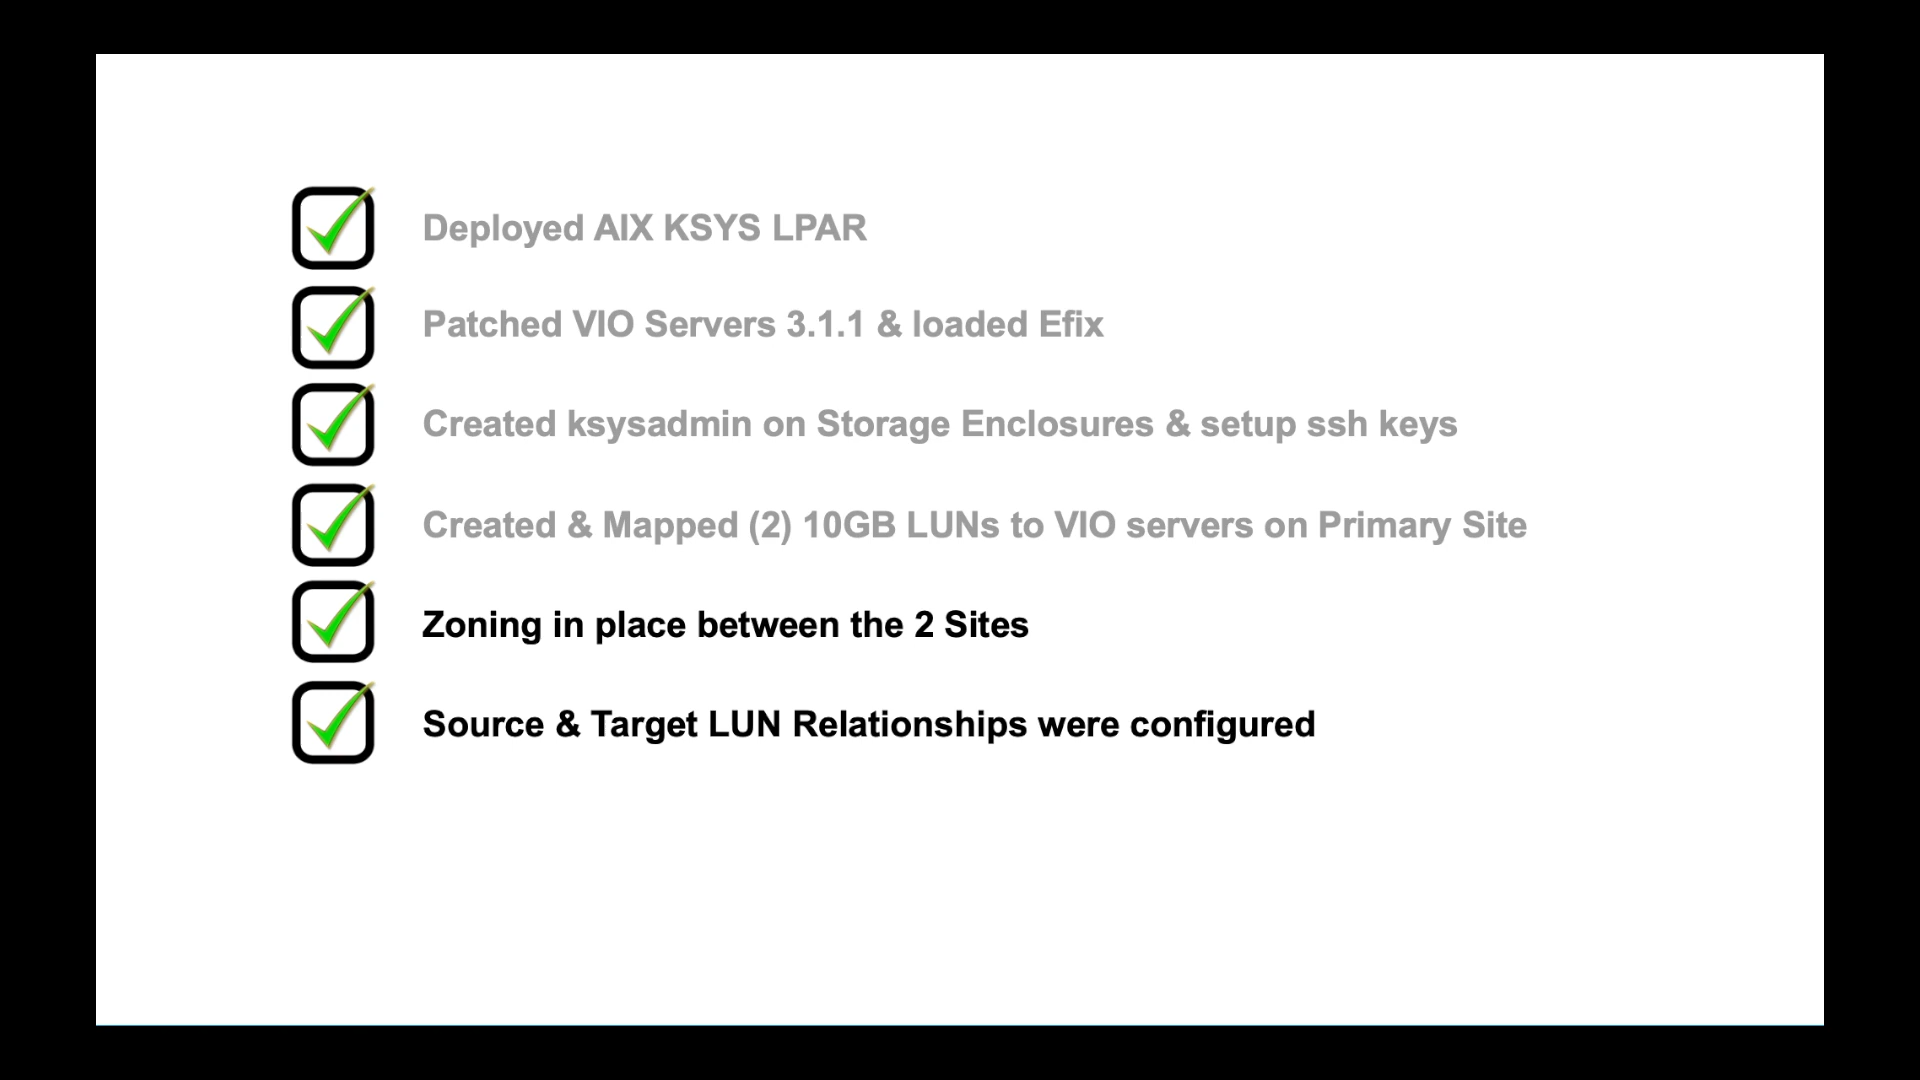 Deployed AIX KSYS LPAR
Patched VIO Servers 3.1.1 & loaded Efix
Created ksysadmin on Storage Enclosures & setup ssh keys
Created & Mapped (2) 10GB LUNs to VIO servers on Primary Site
Zoning in place between the 2 Sites
Source & Target LUN Relationships were configured